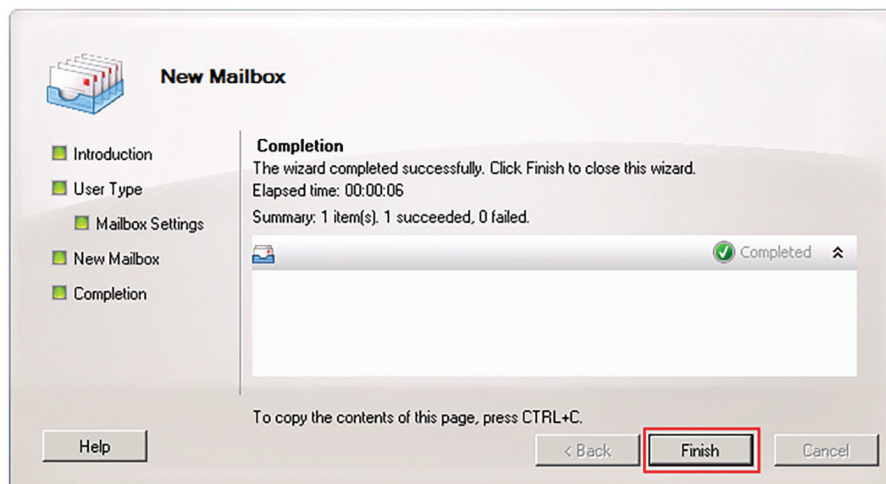 New Mailbox
Introduction
User Type
Mailbox Settings
New Mailbox
Completion
Completion
The wizard completed successfully. Click Finish to close this wizard.
Elapsed time: 00:00:06
Summary: 1 item(s). 1 succeeded, 0 failed.
Completed
To copy the contents of this page, press CTRL+C.
Help
< Back
Finish
Cancel